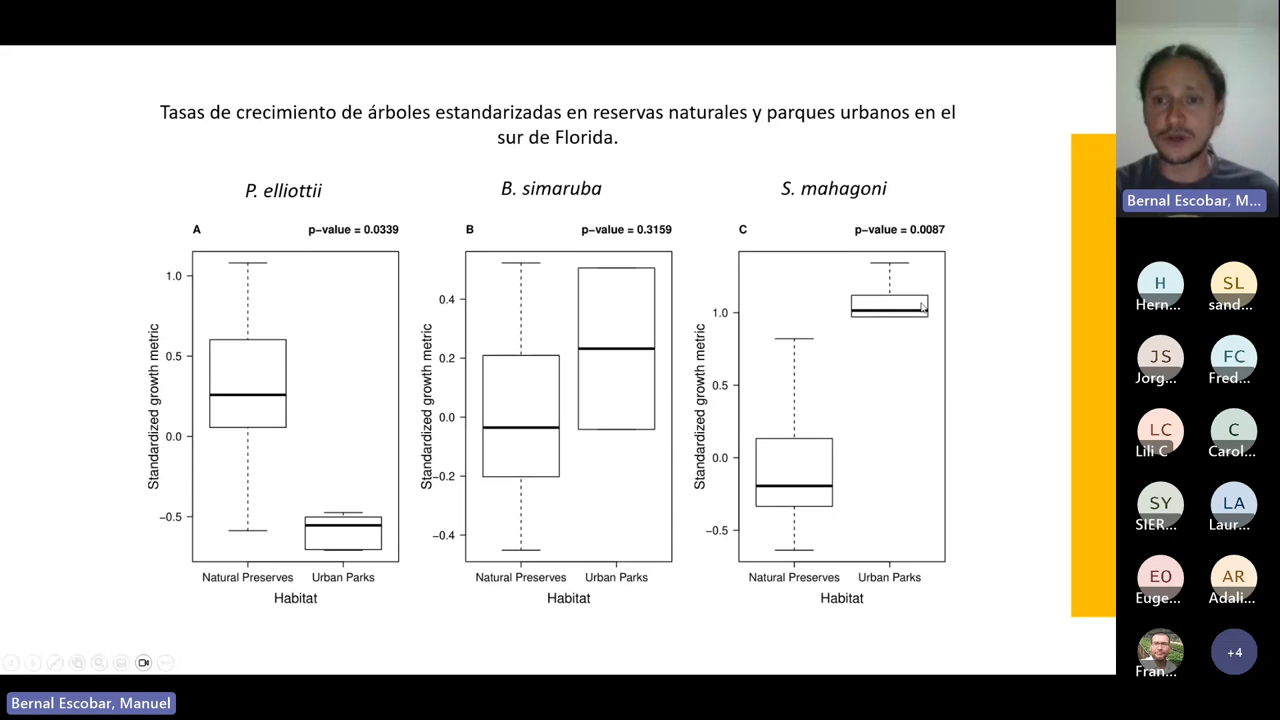 Tasas de crecimiento de árboles estandarizadas en reservas naturales y parques urbanos en el
sur de Florida.
P. elliottii
B. simaruba
S. mahagoni
A
p−value = 0.0339
Standardized growth metric
1.0
0.5
0.0
−0.5
Natural Preserves
Urban Parks
Habitat
B
p−value = 0.3159
Standardized growth metric
0.4
0.2
0.0
−0.2
−0.4
Natural Preserves
Urban Parks
Habitat
C
p−value = 0.0087
Standardized growth metric
1.0
0.5
0.0
−0.5
Natural Preserves
Urban Parks
Habitat
Bernal Escobar, M...
H
Hern...
SL
sand...
JS
Jorg...
FC
Fred...
LC
Lili C
C
Carol...
SY
SIER...
LA
Laur...
EO
Euge...
AR
Adali...
Fran...
+4
Bernal Escobar, Manuel